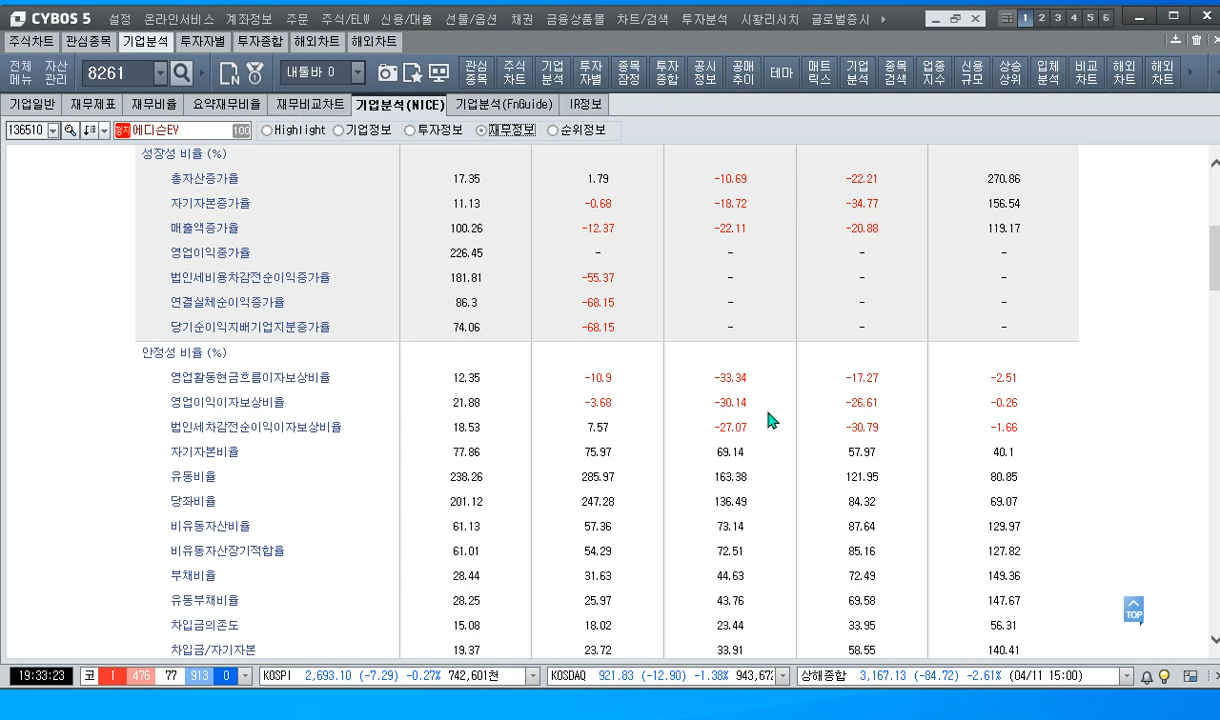 CYBOS 5 설정 온라인서비스 계좌정보 주문 주식/ELW 신용/대출 선물/옵션 채권 금융상품몰 차트/검색 투자분석 시황리서치 글로벌증시 1 2 3 4 5 6
주식차트 관심종목 기업분석 투자자별 투자종합 해외차트 해외차트
전체메뉴 자산관리 8261 내툴바 0 관심종목 주식차트 기업분석 투자자별 종목잠정 투자종합 공시정보 공매추이 테마 매트릭스 기업분석 종목검색 업종지수 신용규모 상승상위 입체분석 비교차트 해외차트 해외차트
기업일반 재무제표 재무비율 요약재무비율 재무비교차트 기업분석(NICE) 기업분석(FnGuide) IR정보
136510 정지 에디슨EV 100 Highlight 기업정보 투자정보 재무정보 순위정보
성장성 비율 (%)
총자산증가율 17.35 1.79 -10.69 -22.21 270.86
자기자본증가율 11.13 -0.68 -18.72 -34.77 156.54
매출액증가율 100.26 -12.37 -22.11 -20.88 119.17
영업이익증가율 226.45 - - - -
법인세비용차감전순이익증가율 181.81 -55.37 - - -
연결실체순이익증가율 86.3 -68.15 - - -
당기순이익지배기업지분증가율 74.06 -68.15 - - -
안정성 비율 (%)
영업활동현금흐름이자보상비율 12.35 -10.9 -33.34 -17.27 -2.51
영업이익이자보상비율 21.88 -3.68 -30.14 -26.61 -0.26
법인세차감전순이익이자보상비율 18.53 7.57 -27.07 -30.79 -1.66
자기자본비율 77.86 75.97 69.14 57.97 40.1
유동비율 238.26 285.97 163.38 121.95 80.85
당좌비율 201.12 247.28 136.49 84.32 69.07
비유동자산비율 61.13 57.36 73.14 87.64 129.97
비유동자산장기적합율 61.01 54.29 72.51 85.16 127.82
부채비율 28.44 31.63 44.63 72.49 149.36
유동부채비율 28.25 25.97 43.76 69.58 147.67
차입금의존도 15.08 18.02 23.44 33.95 56.31
차입금/자기자본 19.37 23.72 33.91 58.55 140.41
TOP
19:33:23 코 1 476 77 913 0 KOSPI 2,693.10 (-7.29) -0.27% 742,601천 KOSDAQ 921.83 (-12.90) -1.38% 943,67 상해종합 3,167.13 (-84.72) -2.61% (04/11 15:00)